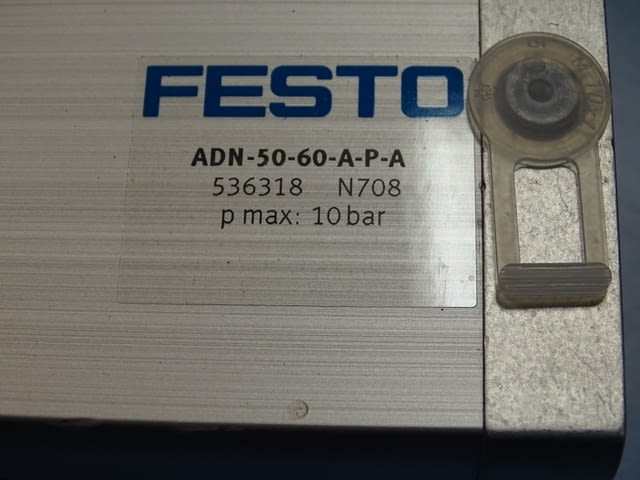 FESTO
ADN-50-60-A-P-A
536318 N708
p max: 10 bar